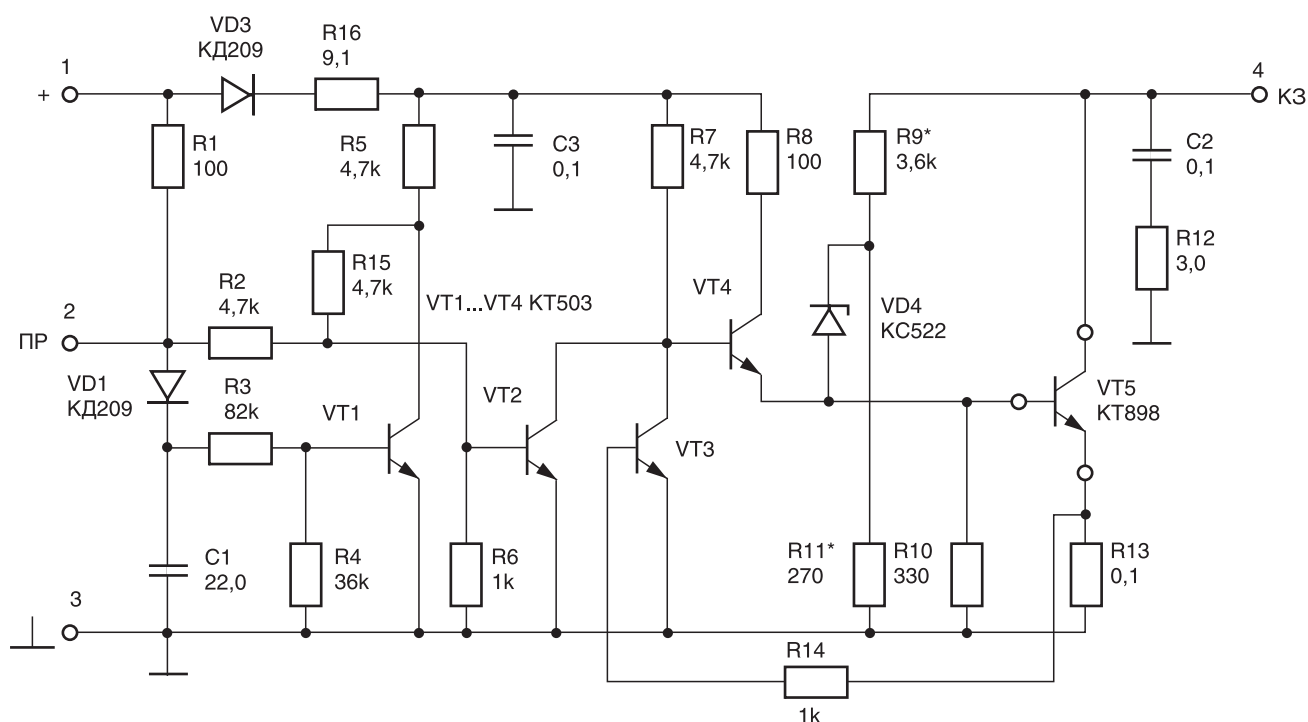 VD3
КД209
R16
9,1
1
+
4
КЗ
R1
100
R5
4,7k
C3
0,1
R7
4,7k
R8
100
R9*
3,6k
C2
0,1
R15
4,7k
R12
3,0
R2
4,7k
VT1...VT4 КТ503
VT4
VD4
КС522
2
ПР
VD1
КД209
R3
82k
VT1
VT2
VT3
VT5
КТ898
C1
22,0
R4
36k
R6
1k
R11*
270
R10
330
R13
0,1
3
R14
1k